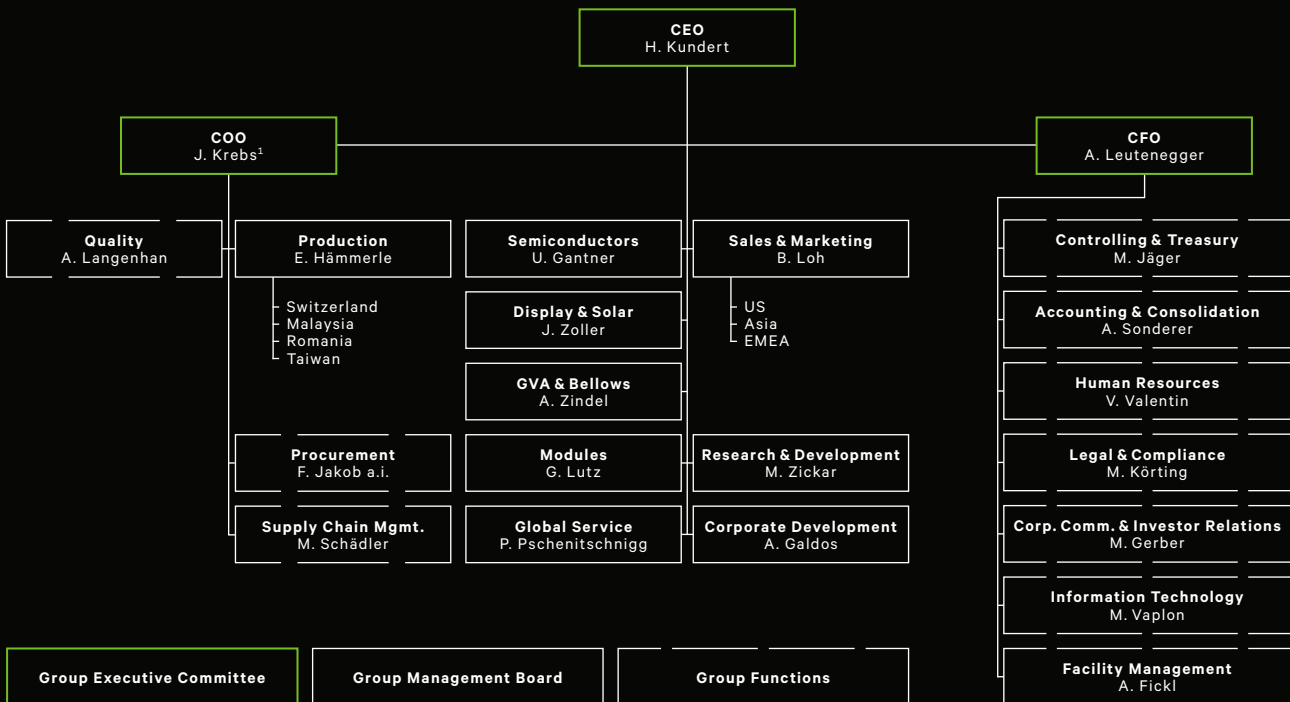 CEO
H. Kundert
COO
J. Krebs¹
CFO
A. Leutenegger
Quality
A. Langenhan
Production
E. Hämmerle
Switzerland
Malaysia
Romania
Taiwan
Procurement
F. Jakob a.i.
Supply Chain Mgmt.
M. Schädler
Semiconductors
U. Gantner
Display & Solar
J. Zoller
GVA & Bellows
A. Zindel
Modules
G. Lutz
Global Service
P. Pschenitschnigg
Sales & Marketing
B. Loh
US
Asia
EMEA
Research & Development
M. Zickar
Corporate Development
A. Galdos
Controlling & Treasury
M. Jäger
Accounting & Consolidation
A. Sonderer
Human Resources
V. Valentin
Legal & Compliance
M. Körting
Corp. Comm. & Investor Relations
M. Gerber
Information Technology
M. Vaplon
Facility Management
A. Fickl
Group Executive Committee
Group Management Board
Group Functions